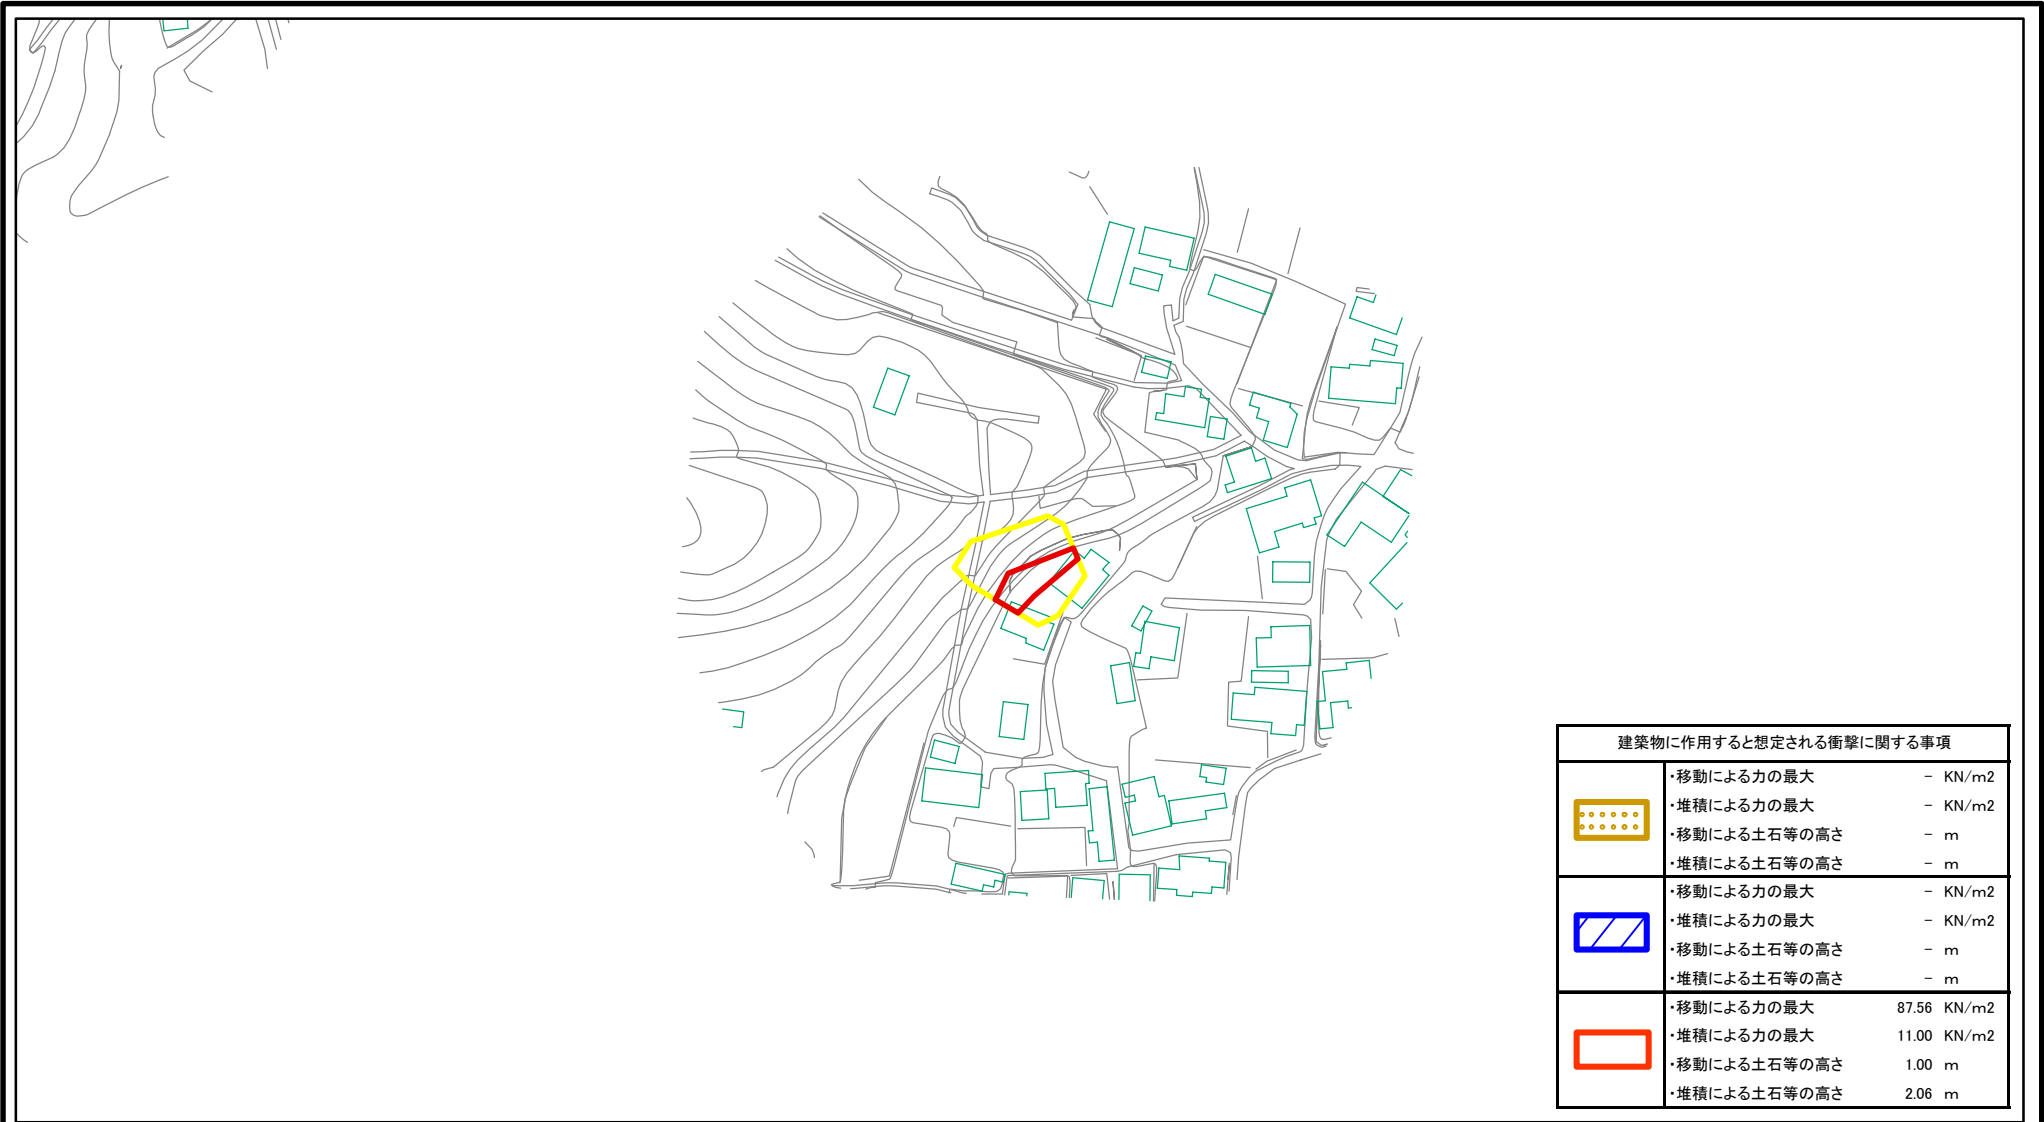 建築物に作用すると想定される衝撃に関する事項
・移動による力の最大 － KN/m2
・堆積による力の最大 － KN/m2
・移動による土石等の高さ － m
・堆積による土石等の高さ － m
・移動による力の最大 － KN/m2
・堆積による力の最大 － KN/m2
・移動による土石等の高さ － m
・堆積による土石等の高さ － m
・移動による力の最大 87.56 KN/m2
・堆積による力の最大 11.00 KN/m2
・移動による土石等の高さ 1.00 m
・堆積による土石等の高さ 2.06 m